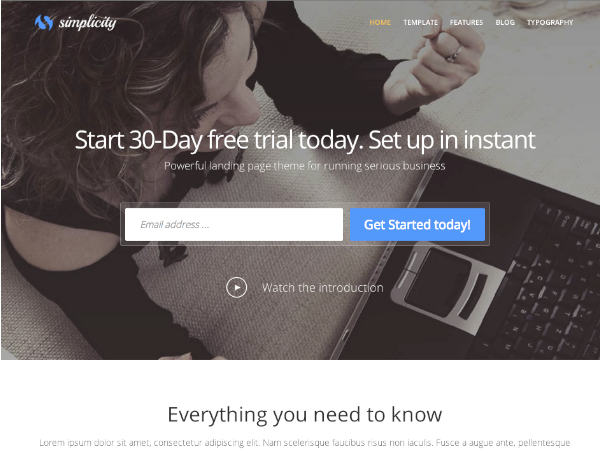 simplicity
HOME TEMPLATE FEATURES BLOG TYPOGRAPHY
Start 30-Day free trial today. Set up in instant
Powerful landing page theme for running serious business
Email address ...
Get Started today!
Watch the introduction
Everything you need to know
Lorem ipsum dolor sit amet, consectetur adipiscing elit. Nam scelerisque faucibus risus non iaculis. Fusce a augue ante, pellentesque